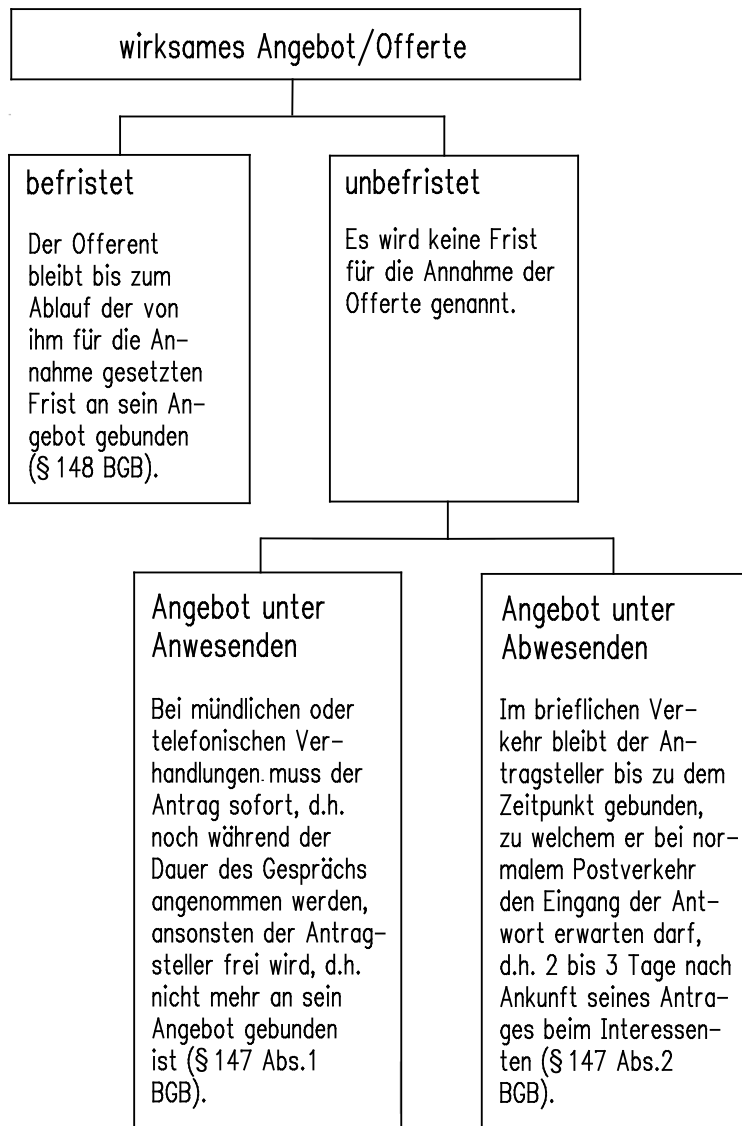 wirksames Angebot/Offerte
befristet
Der Offerent
bleibt bis zum
Ablauf der von
ihm für die An-
nahme gesetzten
Frist an sein An-
gebot gebunden
(§ 148 BGB).
unbefristet
Es wird keine Frist
für die Annahme der
Offerte genannt.
Angebot unter
Anwesenden
Bei mündlichen oder
telefonischen Ver-
handlungen muss der
Antrag sofort, d.h.
noch während der
Dauer des Gesprächs
angenommen werden,
ansonsten der Antrag-
steller frei wird, d.h.
nicht mehr an sein
Angebot gebunden
ist (§ 147 Abs.1
BGB).
Angebot unter
Abwesenden
Im brieflichen Ver-
kehr bleibt der An-
tragsteller bis zu dem
Zeitpunkt gebunden,
zu welchem er bei nor-
malem Postverkehr
den Eingang der Ant-
wort erwarten darf,
d.h. 2 bis 3 Tage nach
Ankunft seines Antra-
ges beim Interessen-
ten (§ 147 Abs.2
BGB).